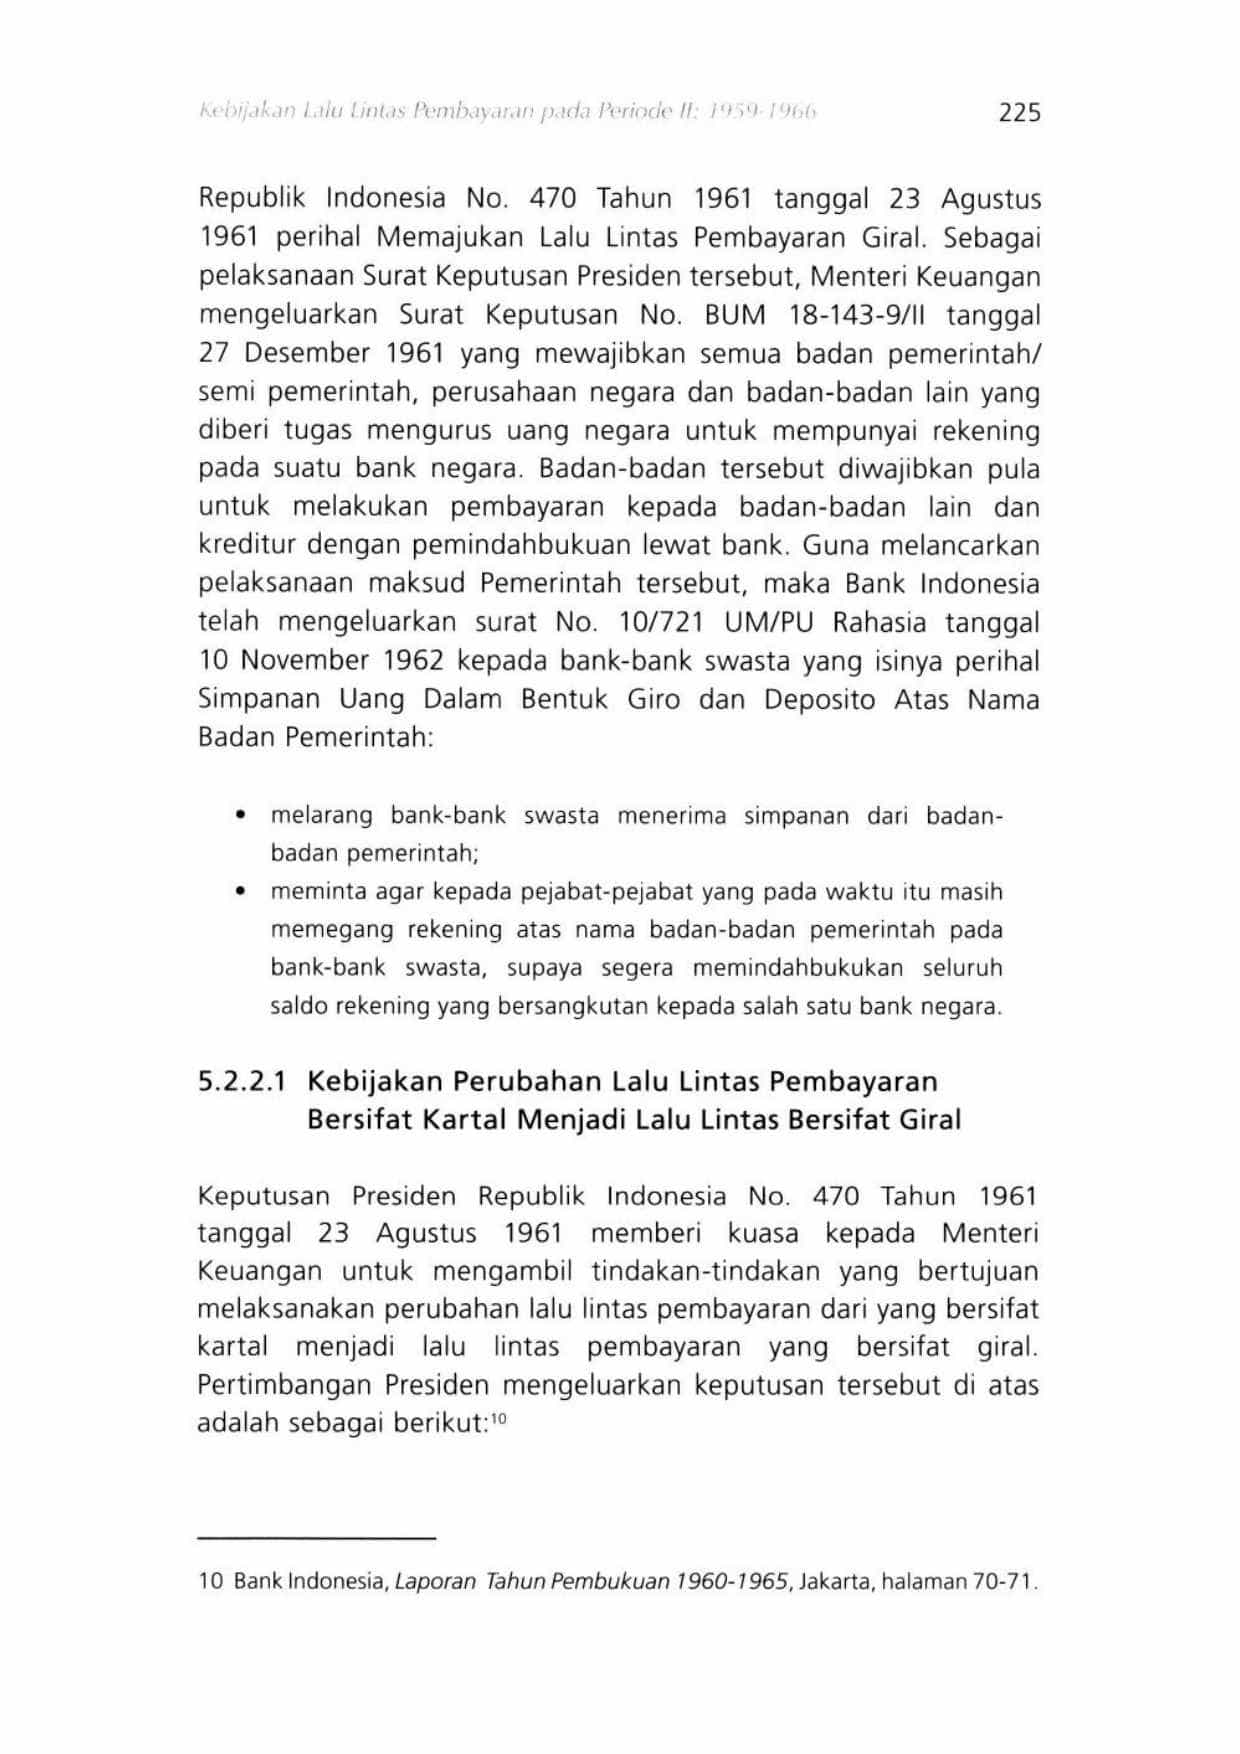 Kebijakan Lalu Lintas Pembayaran pada Periode II: 1959-1966 225
Republik Indonesia No. 470 Tahun 1961 tanggal 23 Agustus
1961 perihal Memajukan Lalu Lintas Pembayaran Giral. Sebagai
pelaksanaan Surat Keputusan Presiden tersebut, Menteri Keuangan
mengeluarkan Surat Keputusan No. BUM 18-143-9/II tanggal
27 Desember 1961 yang mewajibkan semua badan pemerintah/
semi pemerintah, perusahaan negara dan badan-badan lain yang
diberi tugas mengurus uang negara untuk mempunyai rekening
pada suatu bank negara. Badan-badan tersebut diwajibkan pula
untuk melakukan pembayaran kepada badan-badan lain dan
kreditur dengan pemindahbukuan lewat bank. Guna melancarkan
pelaksanaan maksud Pemerintah tersebut, maka Bank Indonesia
telah mengeluarkan surat No. 10/721 UM/PU Rahasia tanggal
10 November 1962 kepada bank-bank swasta yang isinya perihal
Simpanan Uang Dalam Bentuk Giro dan Deposito Atas Nama
Badan Pemerintah:
• melarang bank-bank swasta menerima simpanan dari badan-
badan pemerintah;
• meminta agar kepada pejabat-pejabat yang pada waktu itu masih
memegang rekening atas nama badan-badan pemerintah pada
bank-bank swasta, supaya segera memindahbukukan seluruh
saldo rekening yang bersangkutan kepada salah satu bank negara.
5.2.2.1 Kebijakan Perubahan Lalu Lintas Pembayaran
Bersifat Kartal Menjadi Lalu Lintas Bersifat Giral
Keputusan Presiden Republik Indonesia No. 470 Tahun 1961
tanggal 23 Agustus 1961 memberi kuasa kepada Menteri
Keuangan untuk mengambil tindakan-tindakan yang bertujuan
melaksanakan perubahan lalu lintas pembayaran dari yang bersifat
kartal menjadi lalu lintas pembayaran yang bersifat giral.
Pertimbangan Presiden mengeluarkan keputusan tersebut di atas
adalah sebagai berikut:¹⁰
10 Bank Indonesia, Laporan Tahun Pembukuan 1960-1965, Jakarta, halaman 70-71.